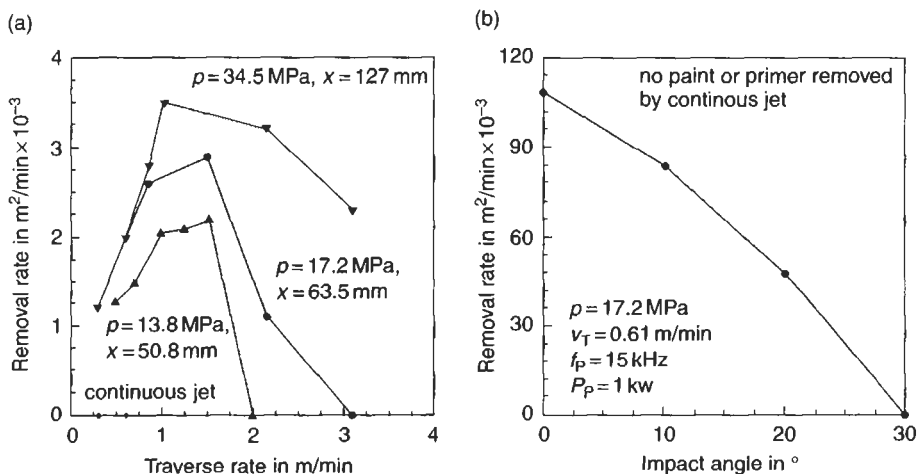 (a)
Removal rate in m²/min×10⁻³
4
3
2
1
0
p=34.5 MPa, x=127 mm
p=17.2 MPa,
x=63.5 mm
p=13.8 MPa,
x=50.8 mm
continuous jet
0 1 2 3 4
Traverse rate in m/min
(b)
Removal rate in m²/min×10⁻³
120
90
60
30
0
no paint or primer removed
by continous jet
p=17.2 MPa
v_T=0.61 m/min
f_P=15 kHz
P_P=1 kw
0 10 20 30
Impact angle in °